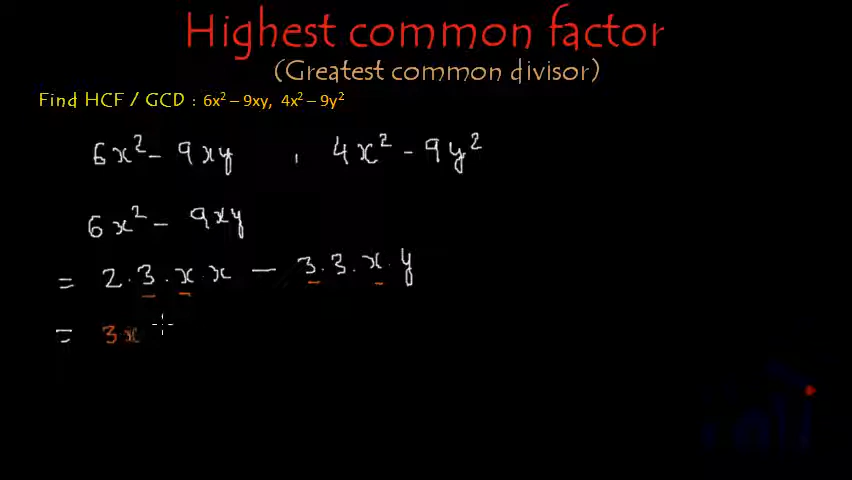 Highest common factor
(Greatest common divisor)
Find HCF / GCD : 6x² – 9xy, 4x² – 9y²
6x² – 9xy , 4x² – 9y²
6x² – 9xy
= 2 . 3 . x . x – 3 . 3 . x . y
= 3x